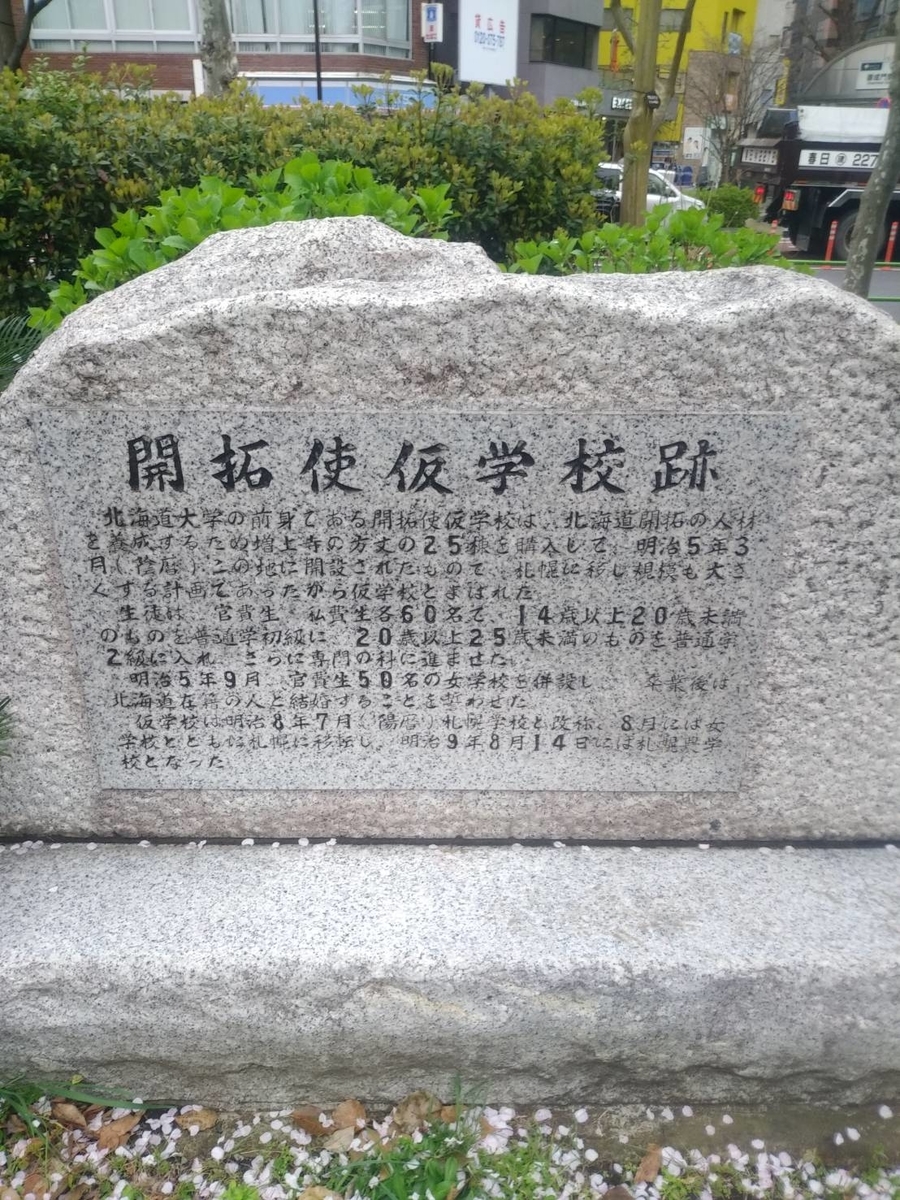 貸広告
0120-575-767
春日 227
開拓使仮学校跡
北海道大学の前身である開拓使仮学校は、北海道開拓の人材
を養成するため増上寺の方丈の25棟を購入して、明治5年3
月(陰暦)この地に開設されたもので、札幌に移し規模も大き
くする計画であったから仮学校とよばれた。
生徒は、官費生、私費生各60名で、14歳以上20歳未満
のものを普通学初級に、20歳以上25歳未満のものを普通学
2級に入れ、さらに専門の科に進ませた。
明治5年9月、官費生50名の女学校を併設し、卒業後は、
北海道在籍の人と結婚することを誓わせた。
仮学校は明治8年7月(陽暦)札幌学校と改称、8月には女
学校とともに札幌に移転し、明治9年8月14日には札幌農学
校となった。